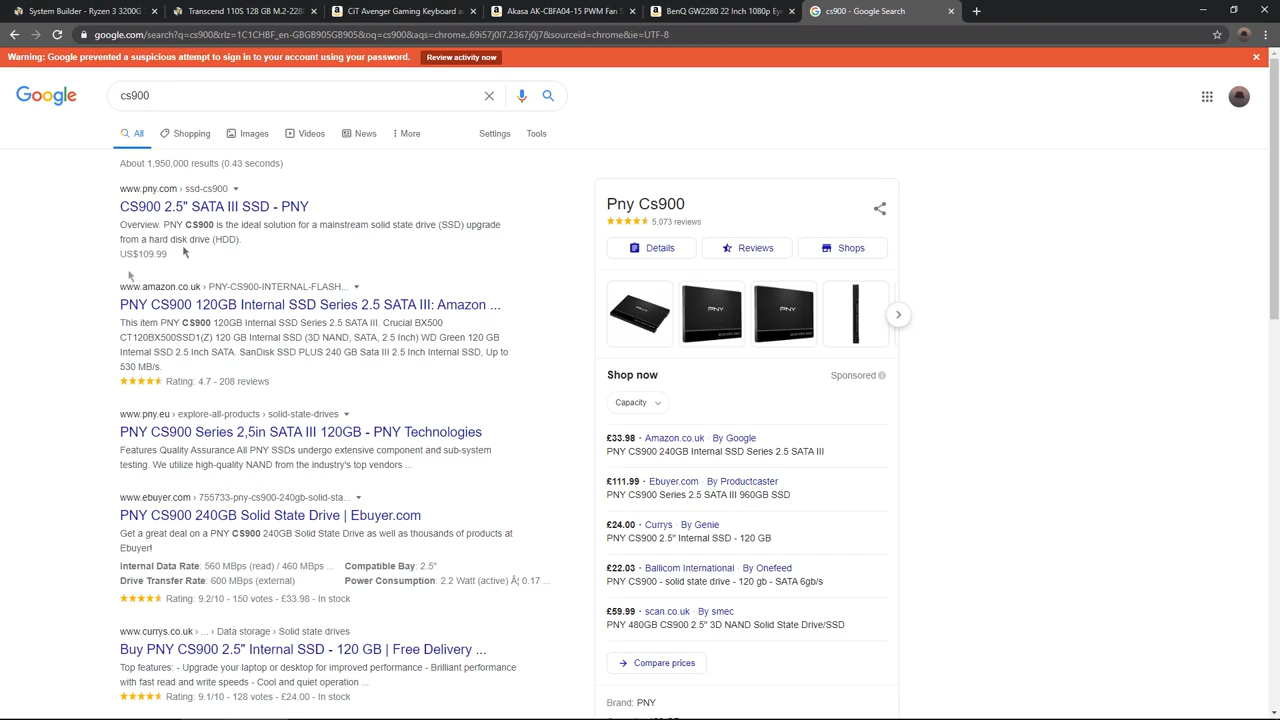 System Builder - Ryzen 3 3200G
Transcend 110S 128 GB M.2-228
CiT Avenger Gaming Keyboard a
Akasa AK-CBFA04-15 PWM Fan S
BenQ GW2280 22 Inch 1080p Eye
cs900 - Google Search
google.com/search?q=cs900&rlz=1C1CHBF_en-GBGB905GB905&oq=cs900&aqs=chrome..69i57j0l7.2367j0j7&sourceid=chrome&ie=UTF-8
Warning: Google prevented a suspicious attempt to sign in to your account using your password. Review activity now
Google
cs900
All Shopping Images Videos News More Settings Tools
About 1,950,000 results (0.43 seconds)
www.pny.com › ssd-cs900
CS900 2.5" SATA III SSD - PNY
Overview. PNY CS900 is the ideal solution for a mainstream solid state drive (SSD) upgrade
from a hard disk drive (HDD).
US$109.99
www.amazon.co.uk › PNY-CS900-INTERNAL-FLASH...
PNY CS900 120GB Internal SSD Series 2.5 SATA III: Amazon ...
This item PNY CS900 120GB Internal SSD Series 2.5 SATA III. Crucial BX500
CT120BX500SSD1(Z) 120 GB Internal SSD (3D NAND, SATA, 2.5 Inch) WD Green 120 GB
Internal SSD 2.5 Inch SATA. SanDisk SSD PLUS 240 GB Sata III 2.5 Inch Internal SSD, Up to
530 MB/s.
Rating: 4.7 - 208 reviews
www.pny.eu › explore-all-products › solid-state-drives
PNY CS900 Series 2,5in SATA III 120GB - PNY Technologies
Features Quality Assurance All PNY SSDs undergo extensive component and sub-system
testing. We utilize high-quality NAND from the industry's top vendors ...
www.ebuyer.com › 755733-pny-cs900-240gb-solid-sta...
PNY CS900 240GB Solid State Drive | Ebuyer.com
Get a great deal on a PNY CS900 240GB Solid State Drive as well as thousands of products at
Ebuyer!
Internal Data Rate: 560 MBps (read) / 460 MBps ... Compatible Bay: 2.5"
Drive Transfer Rate: 600 MBps (external) Power Consumption: 2.2 Watt (active) Â¦ 0.17 ...
Rating: 9.2/10 - 150 votes - £33.98 - In stock
www.currys.co.uk › ... › Data storage › Solid state drives
Buy PNY CS900 2.5" Internal SSD - 120 GB | Free Delivery ...
Top features: - Upgrade your laptop or desktop for improved performance - Brilliant performance
with fast read and write speeds - Cool and quiet operation ...
Rating: 9.1/10 - 128 votes - £24.00 - In stock
Pny Cs900
5,073 reviews
Details Reviews Shops
PNY
PNY
PNY
Shop now Sponsored
Capacity
£33.98 · Amazon.co.uk · By Google
PNY CS900 240GB Internal SSD Series 2.5 SATA III
£111.99 · Ebuyer.com · By Productcaster
PNY CS900 Series 2.5 SATA III 960GB SSD
£24.00 · Currys · By Genie
PNY CS900 2.5" Internal SSD - 120 GB
£22.03 · Ballicom International · By Onefeed
PNY CS900 - solid state drive - 120 gb - SATA 6gb/s
£59.99 · scan.co.uk · By smec
PNY 480GB CS900 2.5" 3D NAND Solid State Drive/SSD
Compare prices
Brand: PNY